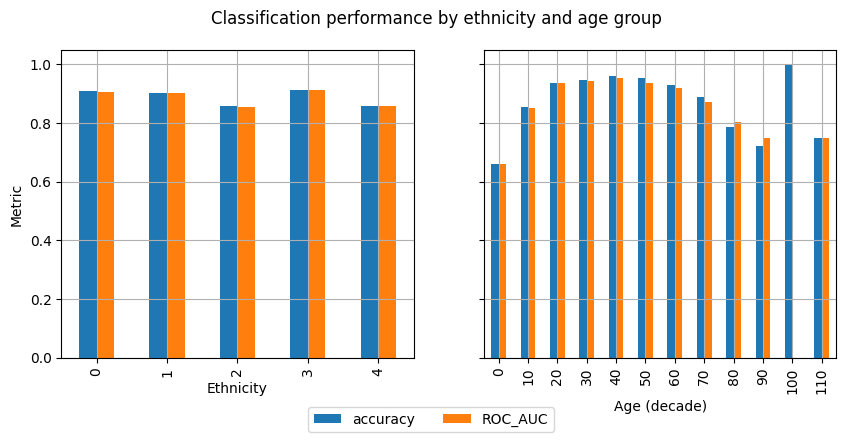 Classification performance by ethnicity and age group
1.0
0.8
0.6
0.4
0.2
0.0
Metric
0 1 2 3 4
Ethnicity
0 10 20 30 40 50 60 70 80 90 100 110
Age (decade)
accuracy ROC_AUC